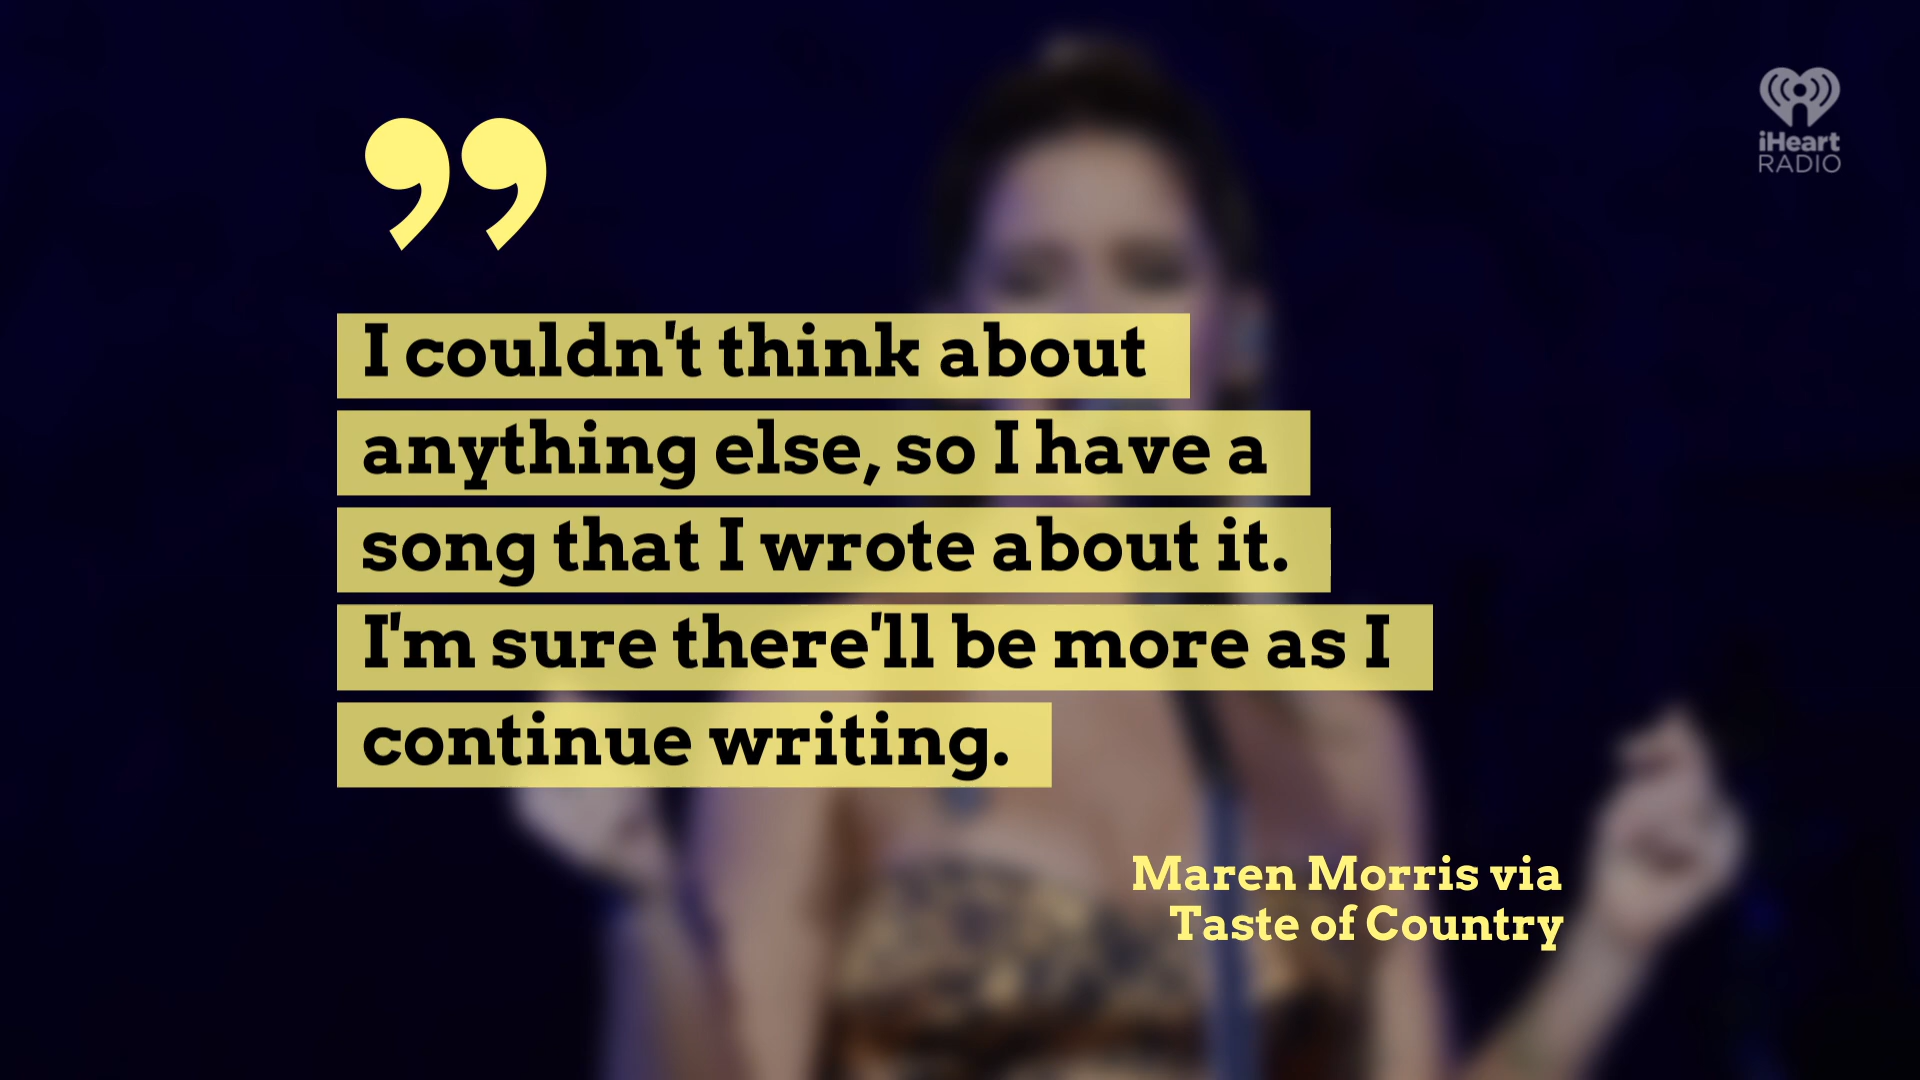 iHeart
RADIO
”
I couldn't think about
anything else, so I have a
song that I wrote about it.
I'm sure there'll be more as I
continue writing.
Maren Morris via
Taste of Country